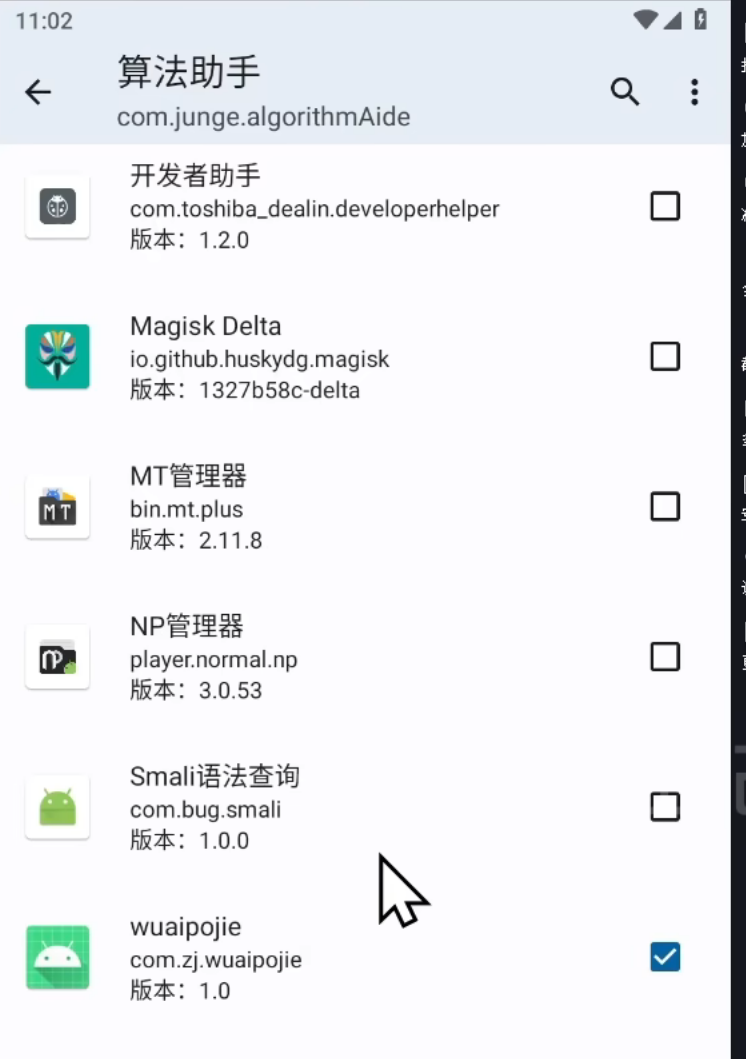 11:02
算法助手
com.junge.algorithmAide
开发者助手
com.toshiba_dealin.developerhelper
版本：1.2.0
Magisk Delta
io.github.huskydg.magisk
版本：1327b58c-delta
MT管理器
bin.mt.plus
版本：2.11.8
NP管理器
player.normal.np
版本：3.0.53
Smali语法查询
com.bug.smali
版本：1.0.0
wuaipojie
com.zj.wuaipojie
版本：1.0